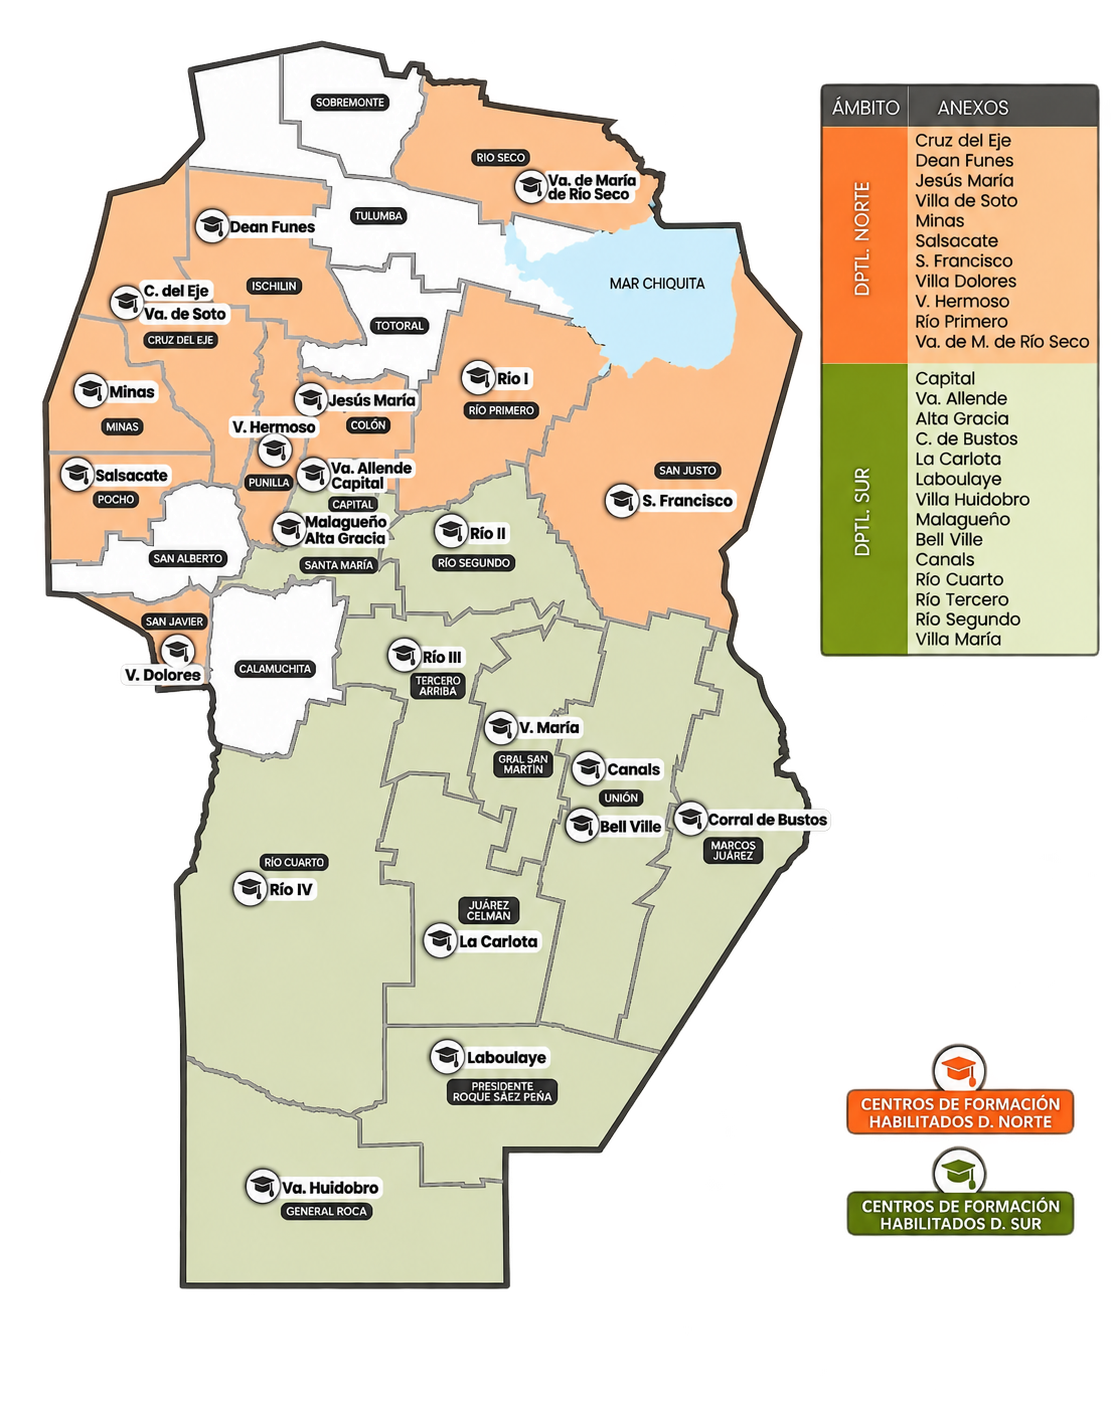 SOBREMONTE
RIO SECO
Va. de María
de Río Seco
TULUMBA
Dean Funes
MAR CHIQUITA
ISCHILIN
C. del Eje
Va. de Soto
CRUZ DEL EJE
TOTORAL
Río I
RÍO PRIMERO
Minas
MINAS
Jesús María
COLÓN
V. Hermoso
PUNILLA
Salsacate
POCHO
Va. Allende
Capital
CAPITAL
SAN JUSTO
S. Francisco
Malagueño
Alta Gracia
SANTA MARÍA
Río II
RÍO SEGUNDO
SAN ALBERTO
SAN JAVIER
V. Dolores
CALAMUCHITA
Río III
TERCERO
ARRIBA
V. María
GRAL SAN
MARTÍN
Canals
UNIÓN
Bell Ville
Corral de Bustos
MARCOS
JUÁREZ
RÍO CUARTO
Río IV
JUÁREZ
CELMAN
La Carlota
Laboulaye
PRESIDENTE
ROQUE SÁEZ PEÑA
Va. Huidobro
GENERAL ROCA
ÁMBITO ANEXOS
DPTL. NORTE
Cruz del Eje
Dean Funes
Jesús María
Villa de Soto
Minas
Salsacate
S. Francisco
Villa Dolores
V. Hermoso
Río Primero
Va. de M. de Río Seco
DPTL. SUR
Capital
Va. Allende
Alta Gracia
C. de Bustos
La Carlota
Laboulaye
Villa Huidobro
Malagueño
Bell Ville
Canals
Río Cuarto
Río Tercero
Río Segundo
Villa María
CENTROS DE FORMACIÓN
HABILITADOS D. NORTE
CENTROS DE FORMACIÓN
HABILITADOS D. SUR